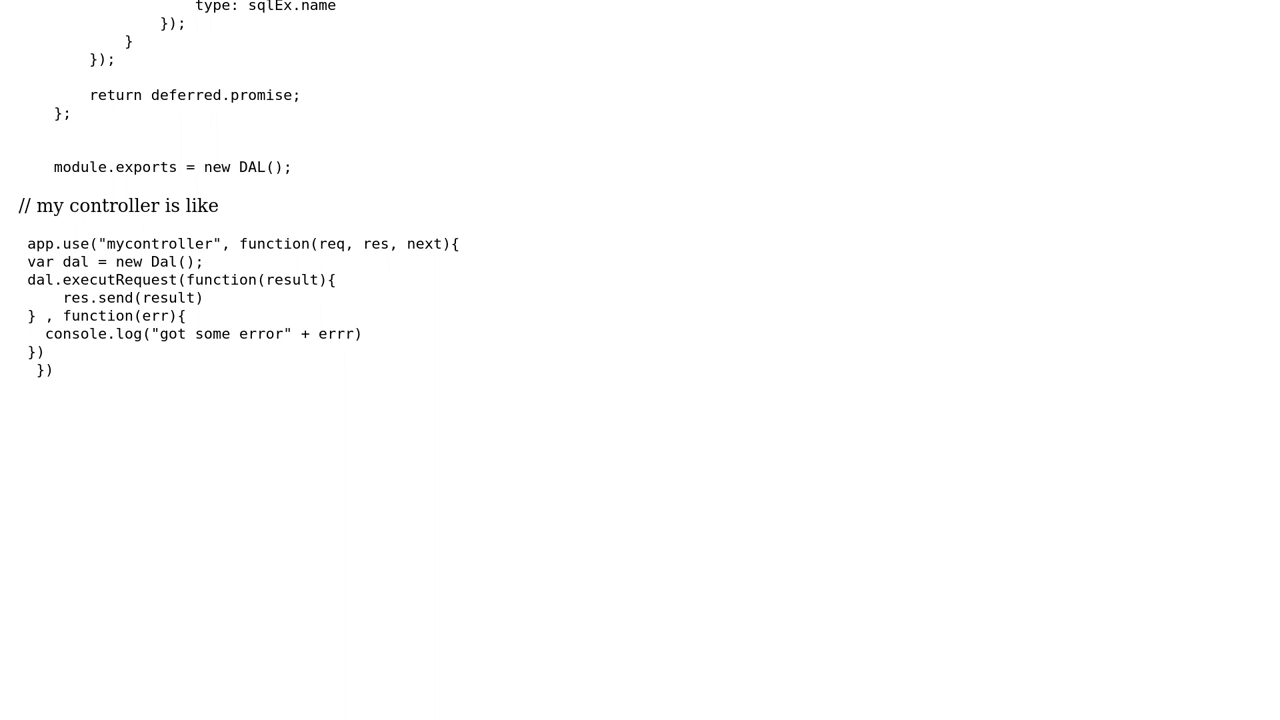 type: sqlEx.name
});
}
});
return deferred.promise;
};
module.exports = new DAL();
// my controller is like
app.use("mycontroller", function(req, res, next){
var dal = new Dal();
dal.executRequest(function(result){
res.send(result)
} , function(err){
console.log("got some error" + errr)
})
})